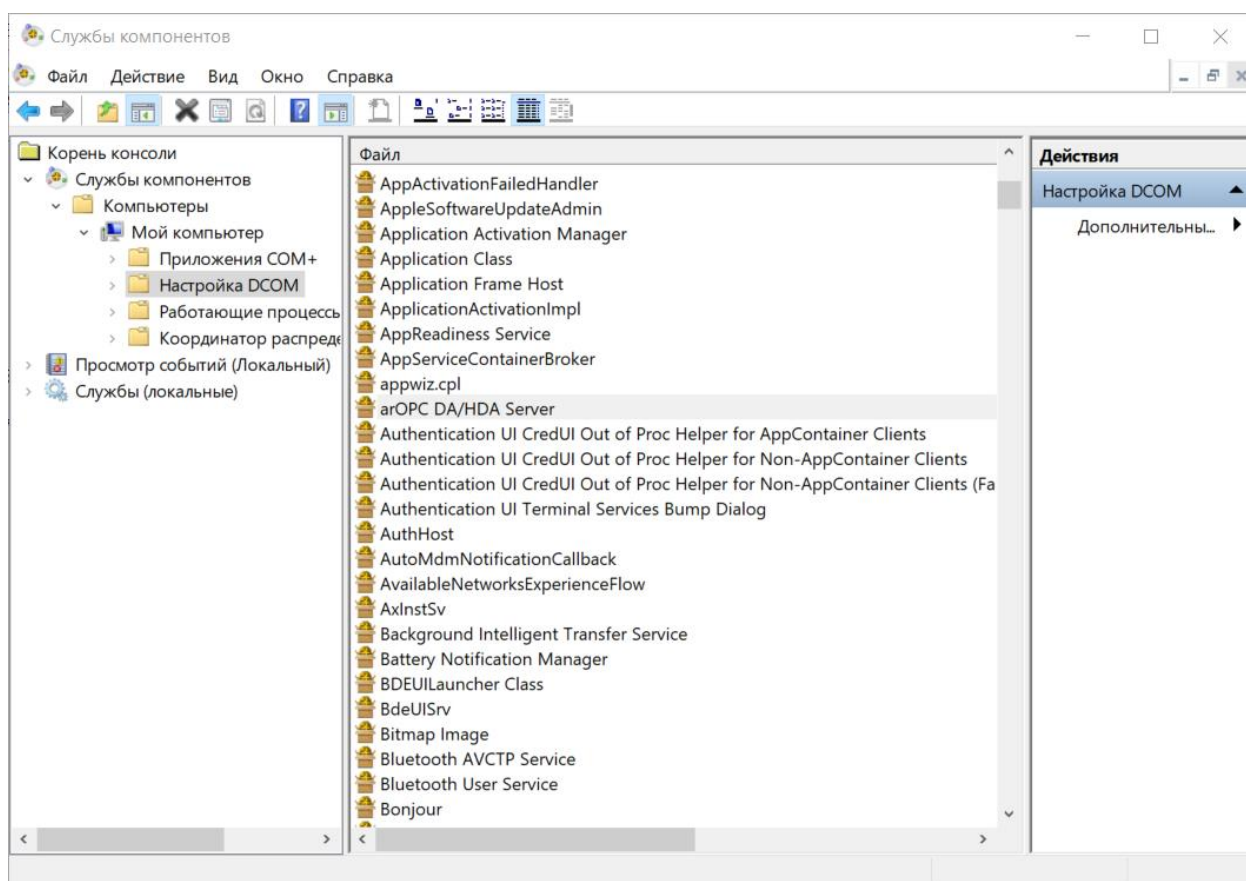 Службы компонентов
Файл Действие Вид Окно Справка
Корень консоли
Службы компонентов
Компьютеры
Мой компьютер
Приложения COM+
Настройка DCOM
Работающие процессы
Координатор распреде
Просмотр событий (Локальный)
Службы (локальные)
Файл
AppActivationFailedHandler
AppleSoftwareUpdateAdmin
Application Activation Manager
Application Class
Application Frame Host
ApplicationActivationImpl
AppReadiness Service
AppServiceContainerBroker
appwiz.cpl
arOPC DA/HDA Server
Authentication UI CredUI Out of Proc Helper for AppContainer Clients
Authentication UI CredUI Out of Proc Helper for Non-AppContainer Clients
Authentication UI CredUI Out of Proc Helper for Non-AppContainer Clients (Fa
Authentication UI Terminal Services Bump Dialog
AuthHost
AutoMdmNotificationCallback
AvailableNetworksExperienceFlow
AxInstSv
Background Intelligent Transfer Service
Battery Notification Manager
BDEUILauncher Class
BdeUISrv
Bitmap Image
Bluetooth AVCTP Service
Bluetooth User Service
Bonjour
Действия
Настройка DCOM
Дополнительны...